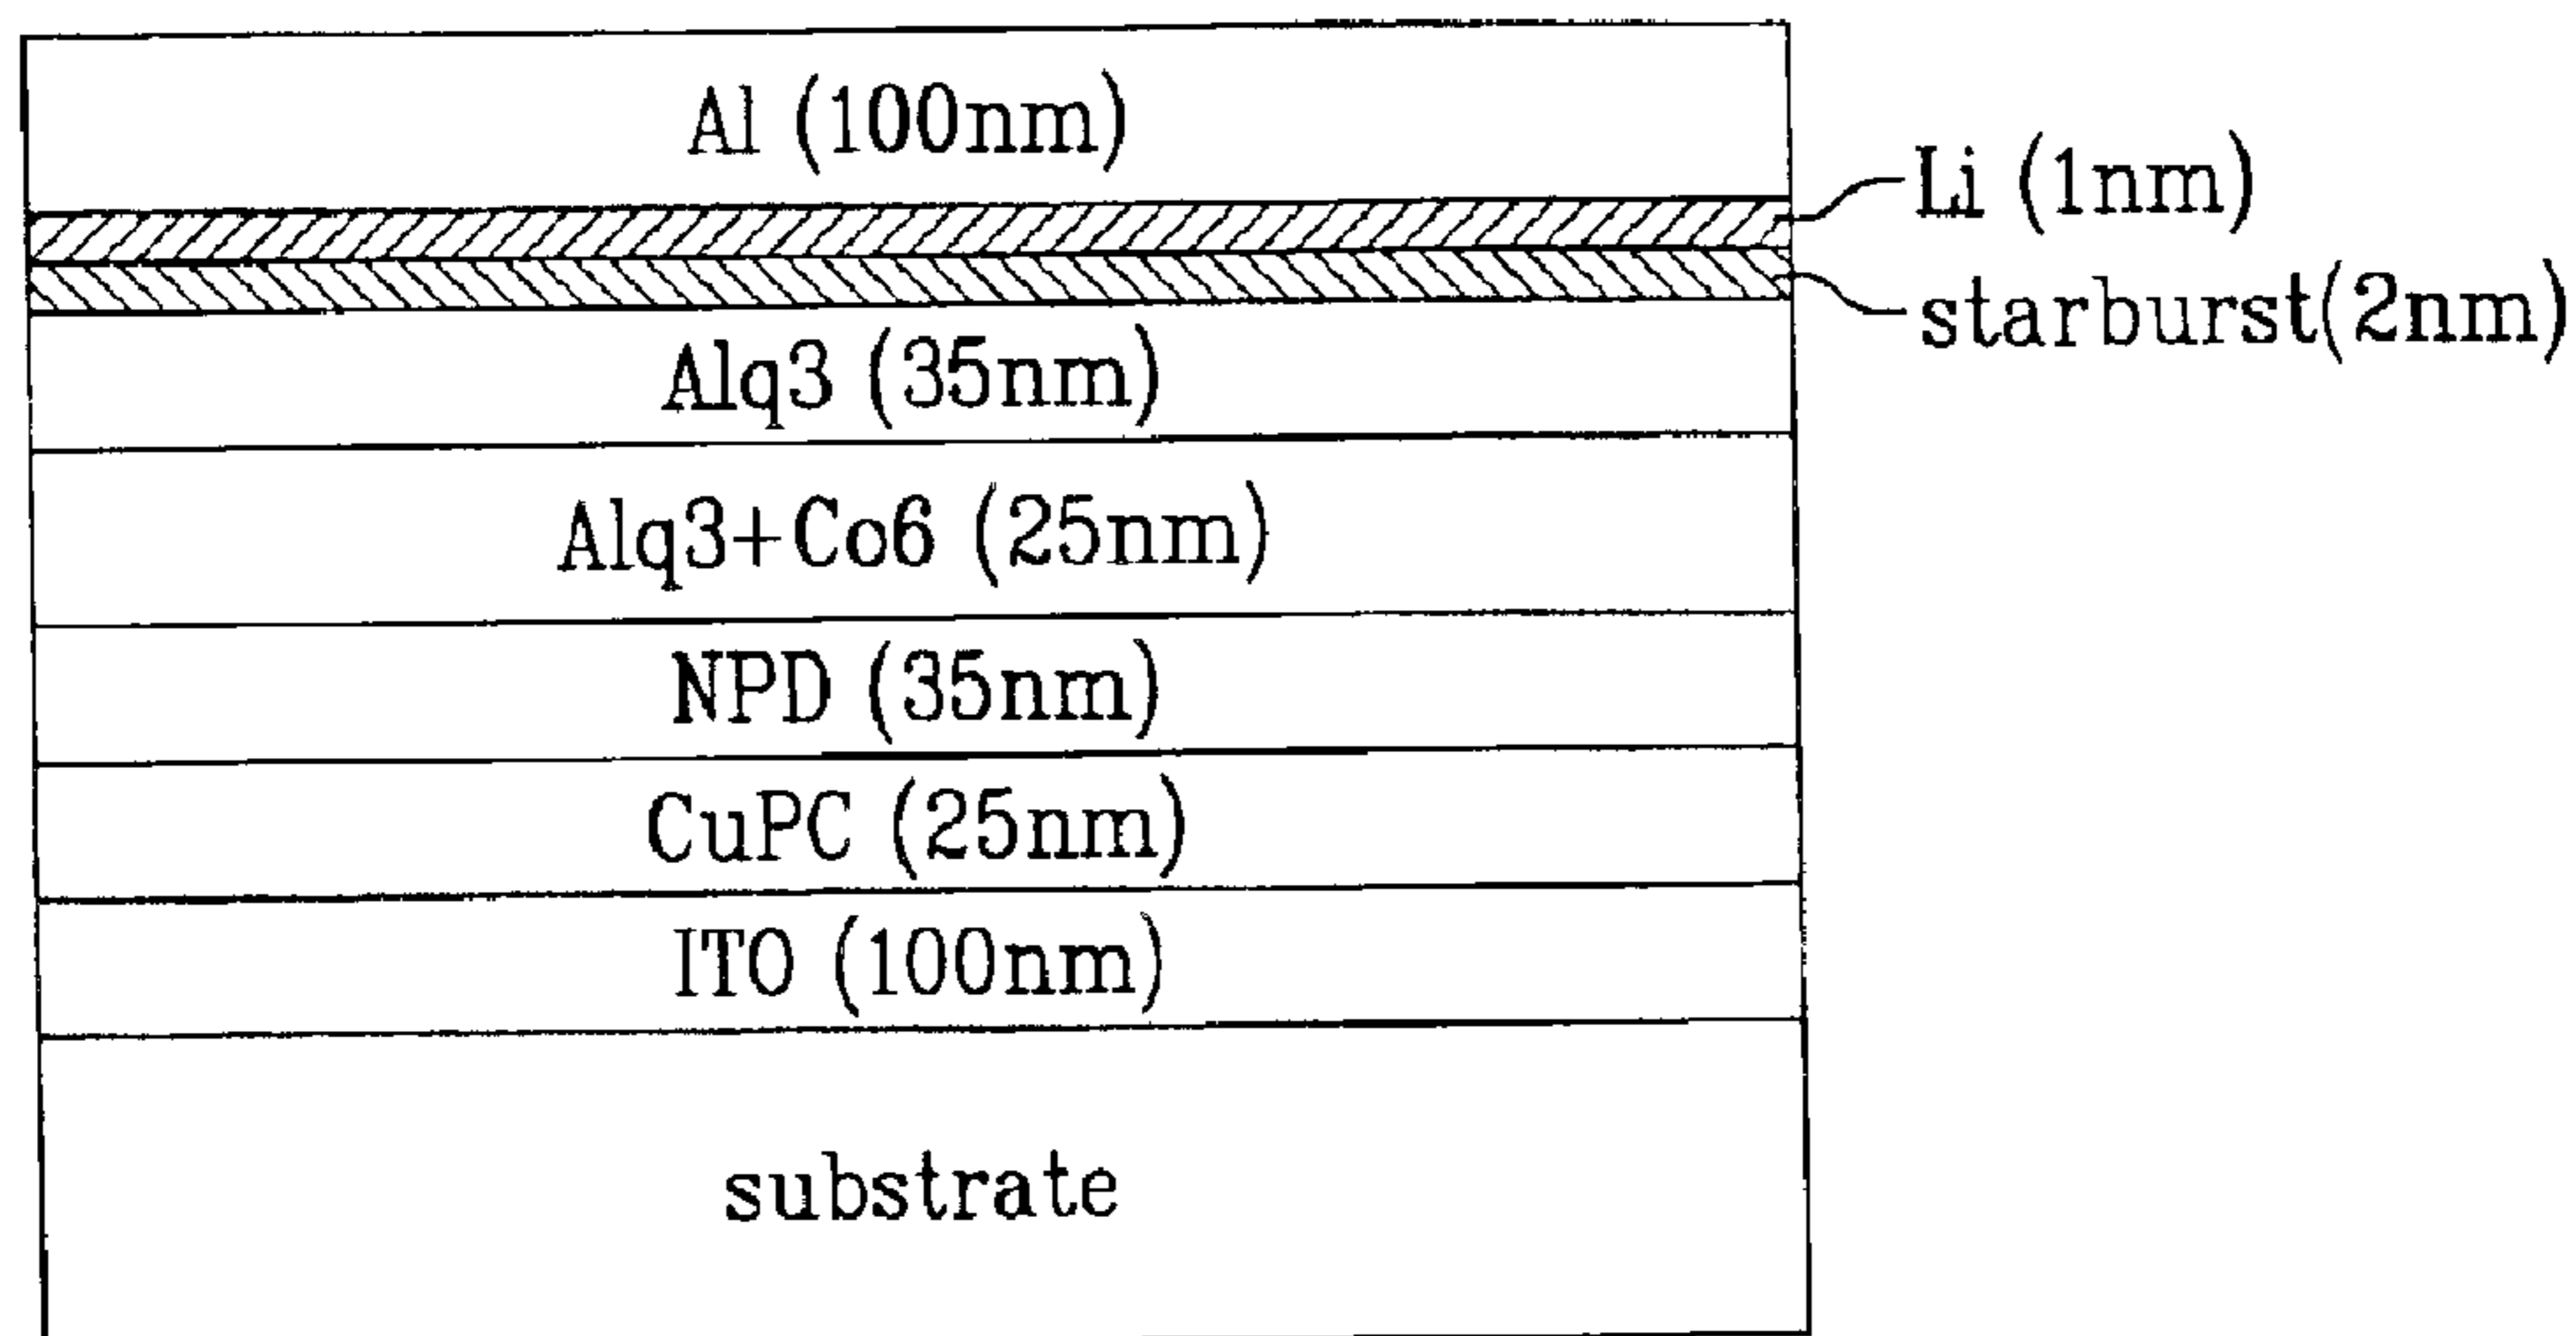 Al (100nm)
Li (1nm)
starburst(2nm)
Alq3 (35nm)
Alq3+Co6 (25nm)
NPD (35nm)
CuPC (25nm)
ITO (100nm)
substrate